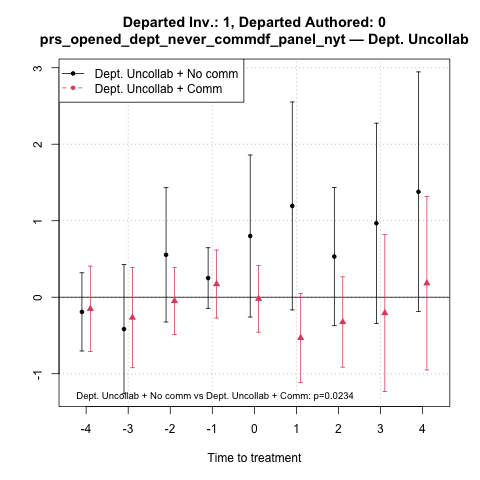 Departed Inv.: 1, Departed Authored: 0
prs_opened_dept_never_commdf_panel_nyt — Dept. Uncollab
Dept. Uncollab + No comm
Dept. Uncollab + Comm
3
2
1
0
-1
Dept. Uncollab + No comm vs Dept. Uncollab + Comm: p=0.0234
-4 -3 -2 -1 0 1 2 3 4
Time to treatment